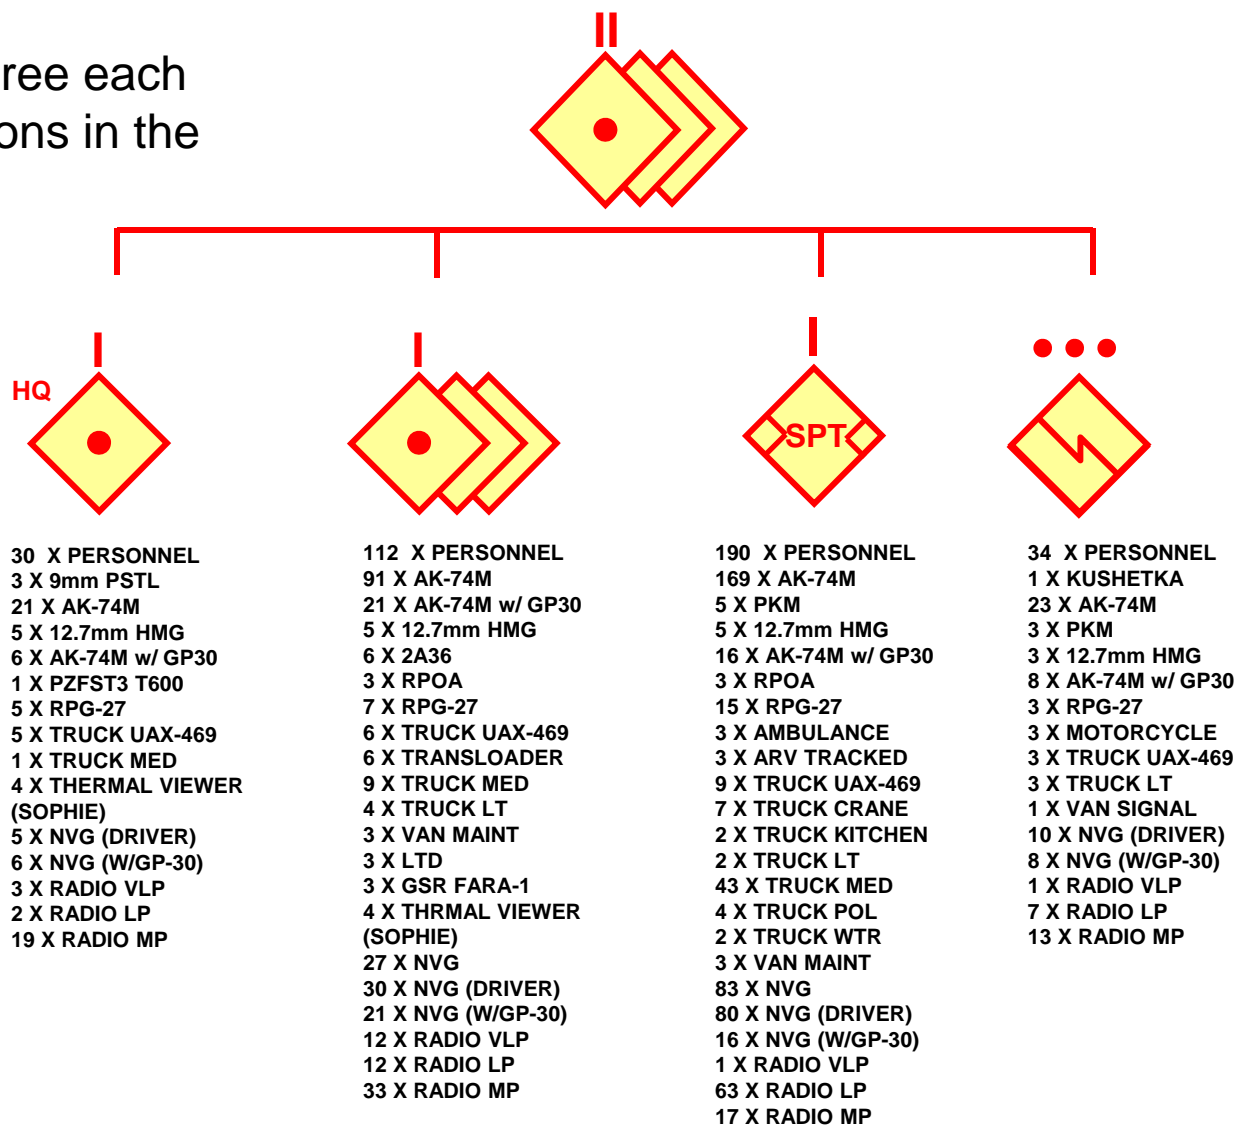 ree each
ons in the
II
I
HQ
30 X PERSONNEL
3 X 9mm PSTL
21 X AK-74M
5 X 12.7mm HMG
6 X AK-74M w/ GP30
1 X PZFST3 T600
5 X RPG-27
5 X TRUCK UAX-469
1 X TRUCK MED
4 X THERMAL VIEWER
(SOPHIE)
5 X NVG (DRIVER)
6 X NVG (W/GP-30)
3 X RADIO VLP
2 X RADIO LP
19 X RADIO MP
I
112 X PERSONNEL
91 X AK-74M
21 X AK-74M w/ GP30
5 X 12.7mm HMG
6 X 2A36
3 X RPOA
7 X RPG-27
6 X TRUCK UAX-469
6 X TRANSLOADER
9 X TRUCK MED
4 X TRUCK LT
3 X VAN MAINT
3 X LTD
3 X GSR FARA-1
4 X THRMAL VIEWER
(SOPHIE)
27 X NVG
30 X NVG (DRIVER)
21 X NVG (W/GP-30)
12 X RADIO VLP
12 X RADIO LP
33 X RADIO MP
I
SPT
190 X PERSONNEL
169 X AK-74M
5 X PKM
5 X 12.7mm HMG
16 X AK-74M w/ GP30
3 X RPOA
15 X RPG-27
3 X AMBULANCE
3 X ARV TRACKED
9 X TRUCK UAX-469
7 X TRUCK CRANE
2 X TRUCK KITCHEN
2 X TRUCK LT
43 X TRUCK MED
4 X TRUCK POL
2 X TRUCK WTR
3 X VAN MAINT
83 X NVG
80 X NVG (DRIVER)
16 X NVG (W/GP-30)
1 X RADIO VLP
63 X RADIO LP
17 X RADIO MP
34 X PERSONNEL
1 X KUSHETKA
23 X AK-74M
3 X PKM
3 X 12.7mm HMG
8 X AK-74M w/ GP30
3 X RPG-27
3 X MOTORCYCLE
3 X TRUCK UAX-469
3 X TRUCK LT
1 X VAN SIGNAL
10 X NVG (DRIVER)
8 X NVG (W/GP-30)
1 X RADIO VLP
7 X RADIO LP
13 X RADIO MP